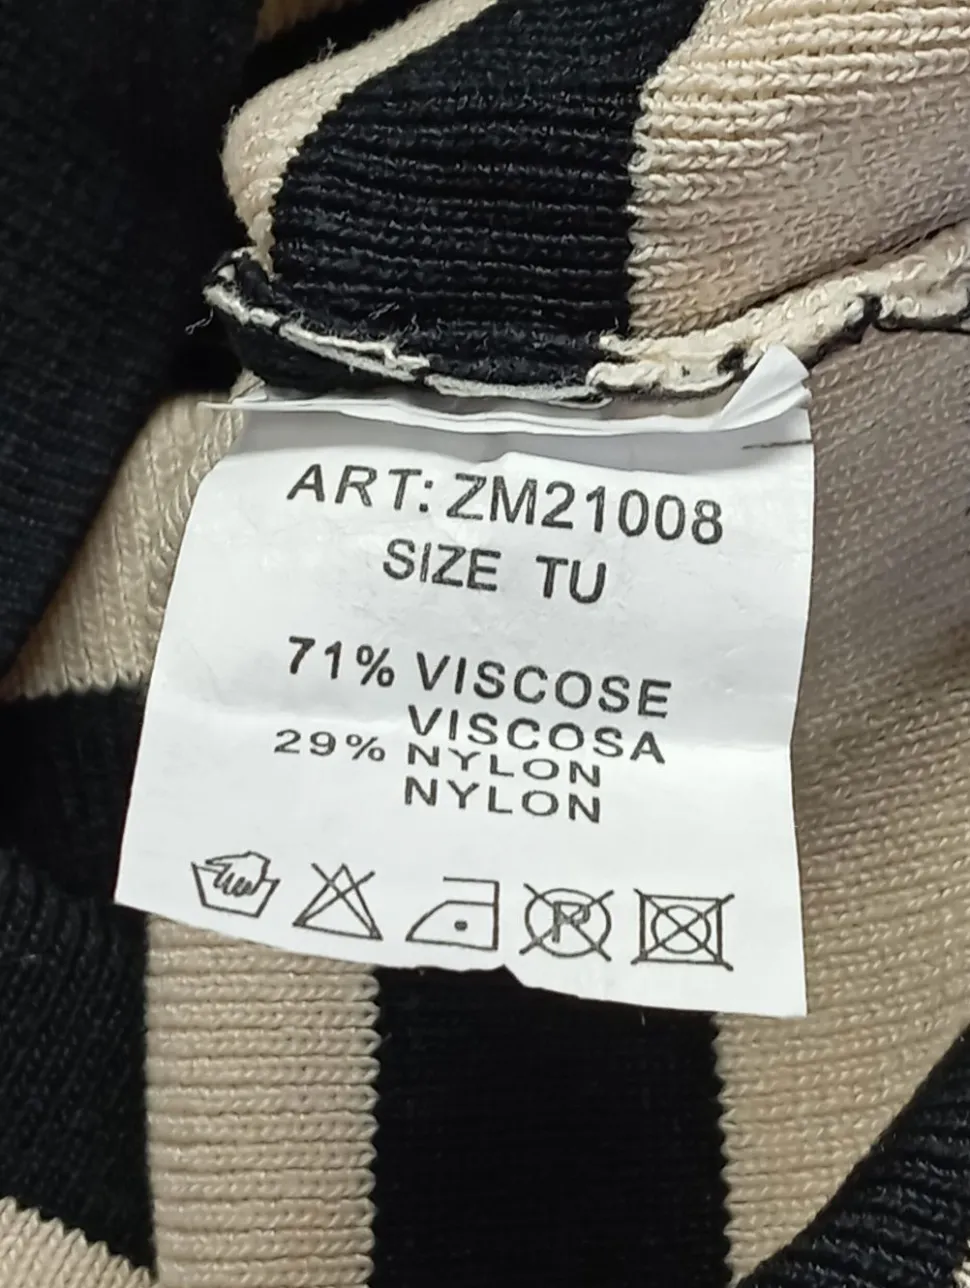 ART: ZM21008
SIZE TU
71% VISCOSE
VISCOSA
29% NYLON
NYLON
P